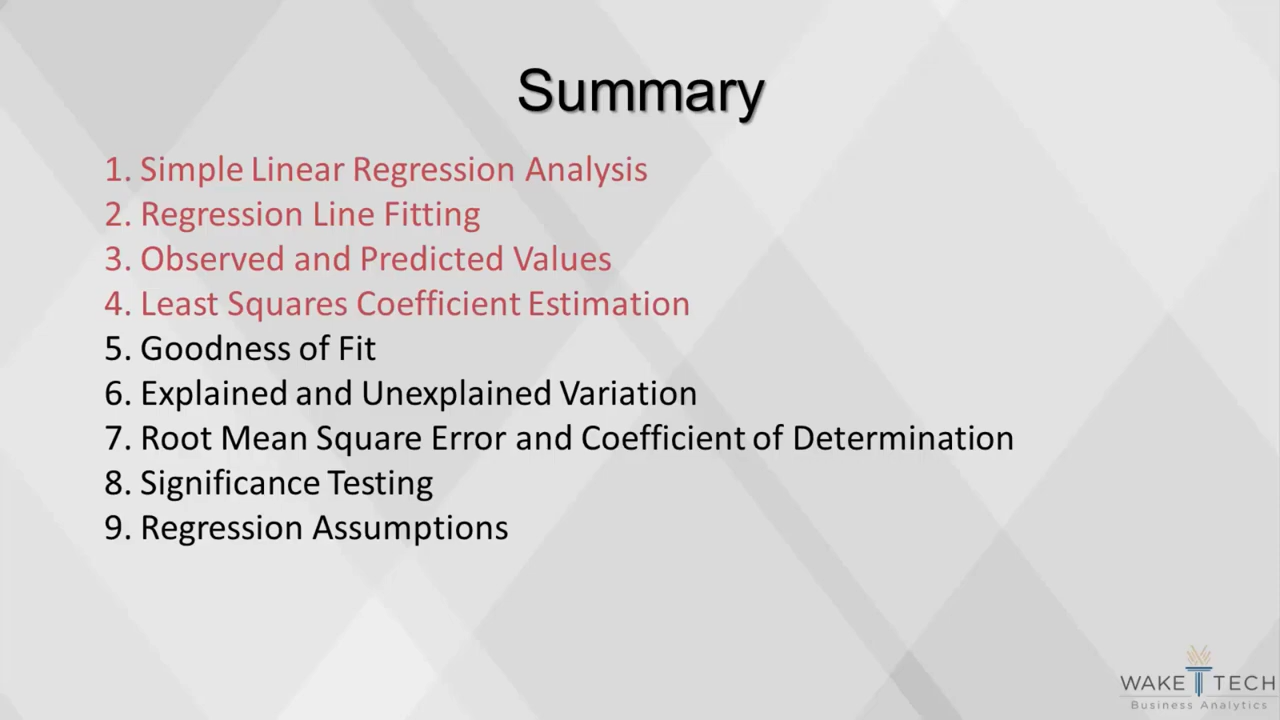 Summary
1. Simple Linear Regression Analysis
2. Regression Line Fitting
3. Observed and Predicted Values
4. Least Squares Coefficient Estimation
5. Goodness of Fit
6. Explained and Unexplained Variation
7. Root Mean Square Error and Coefficient of Determination
8. Significance Testing
9. Regression Assumptions
WAKE TECH
Business Analytics